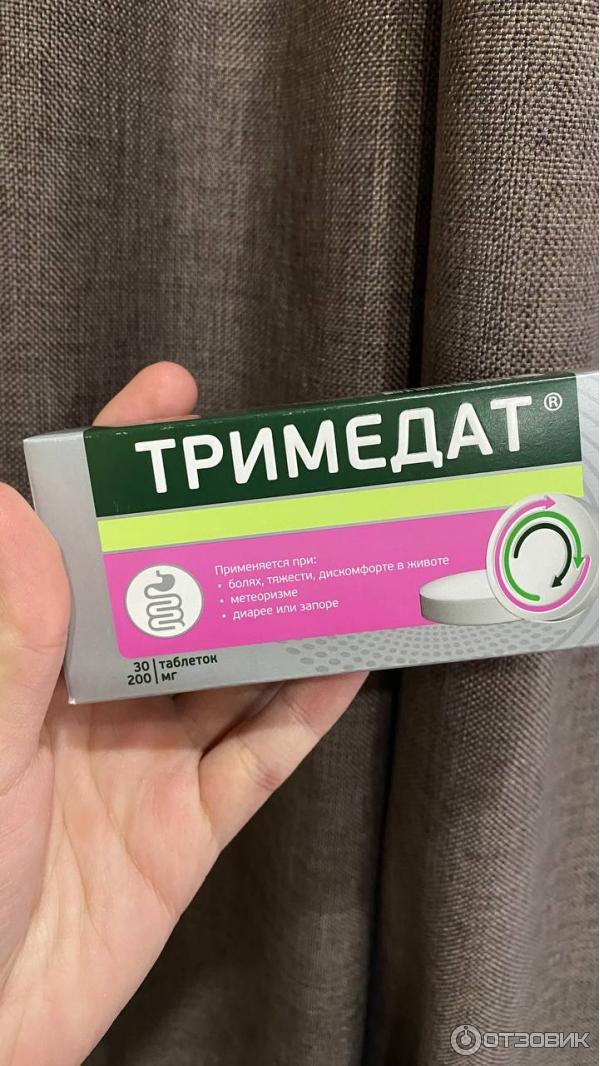 ТРИМЕДАТ®
Применяется при:
• болях, тяжести, дискомфорте в животе
• метеоризме
• диарее или запоре
30 таблеток
200 мг
ОТЗОВИК